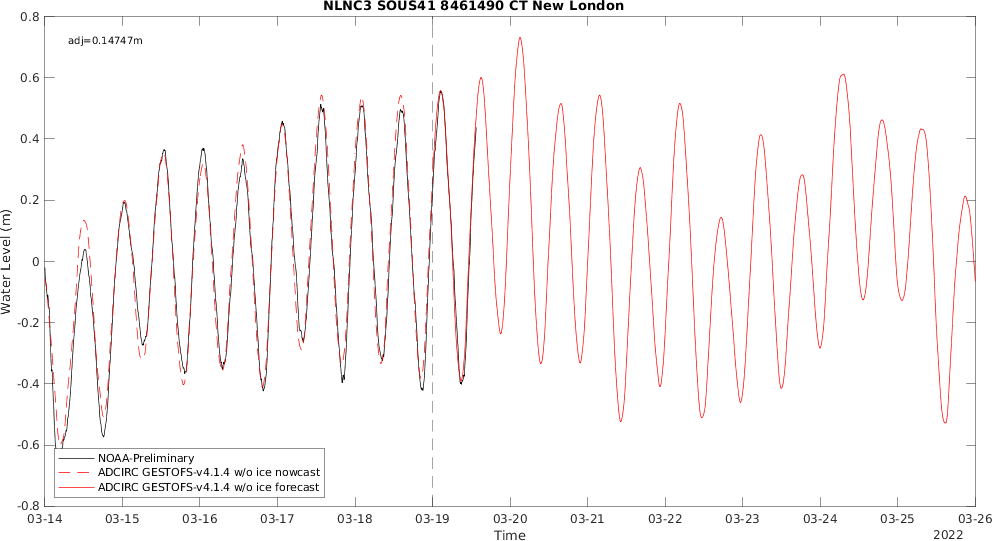 NLNC3 SOUS41 8461490 CT New London
adj=0.14747m
0.8
0.6
0.4
0.2
0
-0.2
-0.4
-0.6
-0.8
Water Level (m)
NOAA-Preliminary
ADCIRC GESTOFS-v4.1.4 w/o ice nowcast
ADCIRC GESTOFS-v4.1.4 w/o ice forecast
03-14 03-15 03-16 03-17 03-18 03-19 03-20 03-21 03-22 03-23 03-24 03-25 03-26
Time
2022